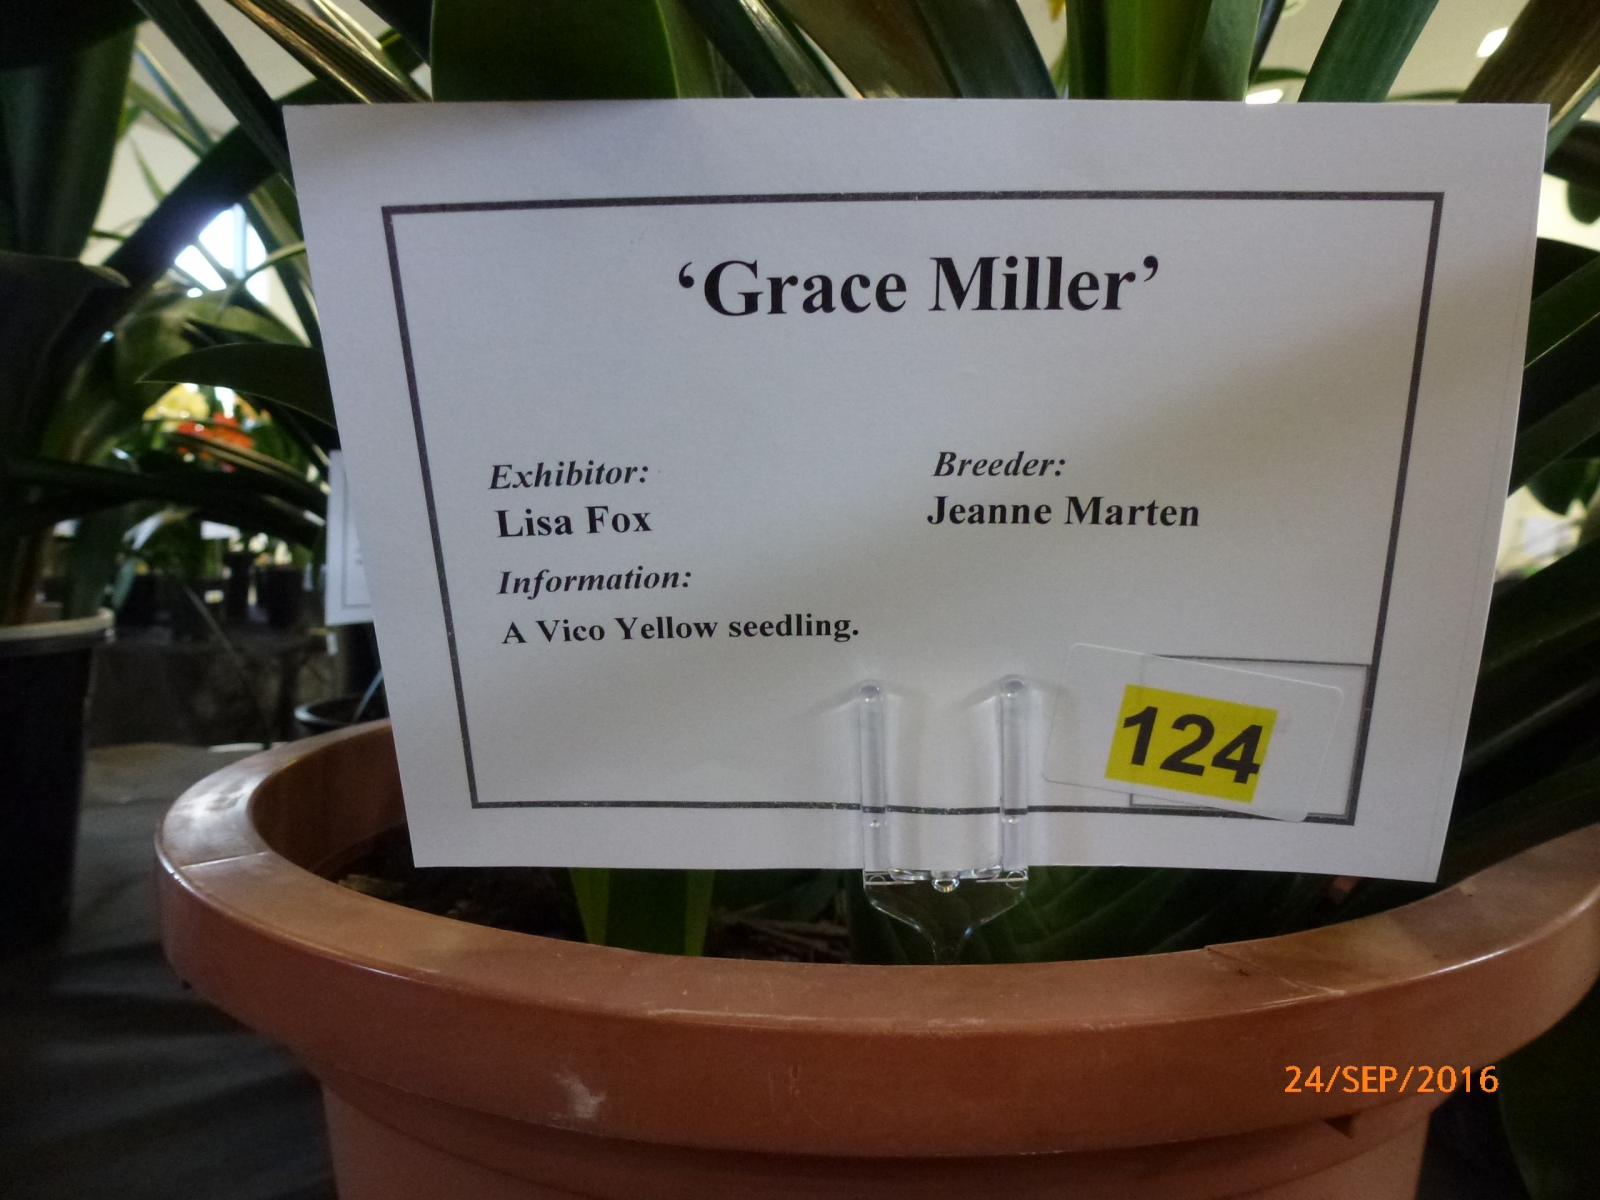 ‘Grace Miller’
Exhibitor:
Lisa Fox
Breeder:
Jeanne Marten
Information:
A Vico Yellow seedling.
124
24/SEP/2016